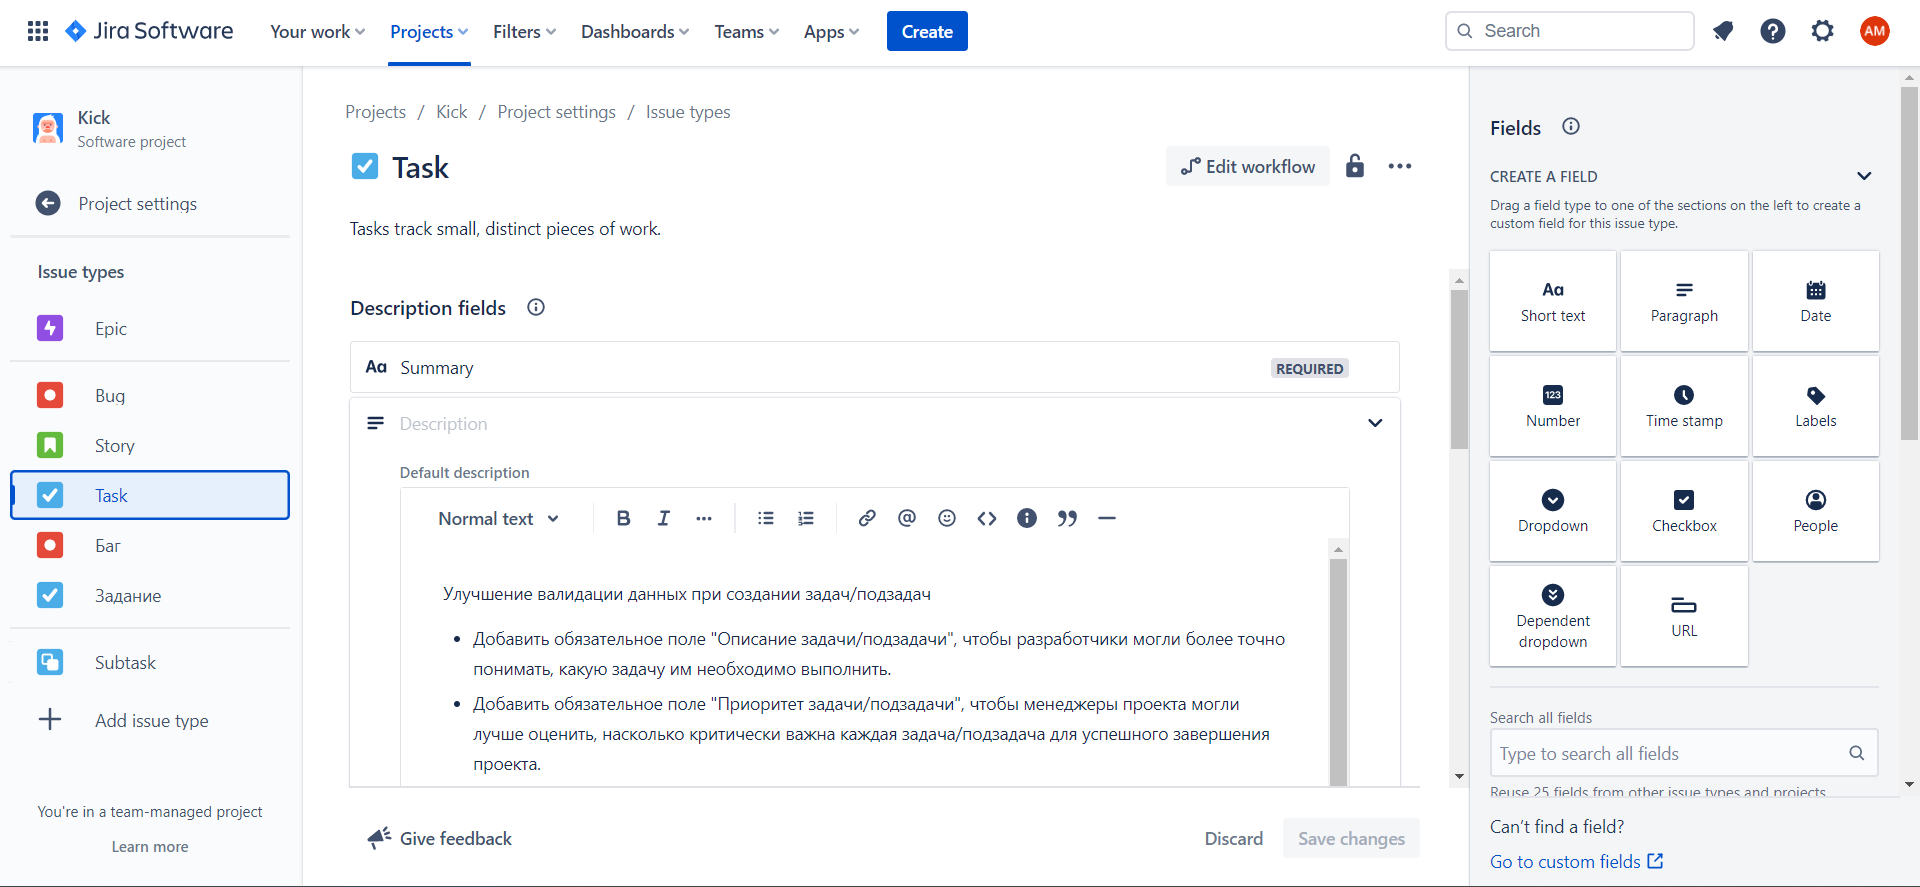 Jira Software
Your work
Projects
Filters
Dashboards
Teams
Apps
Create
Search
AM
Kick
Software project
Project settings
Issue types
Epic
Bug
Story
Task
Баг
Задание
Subtask
Add issue type
You're in a team-managed project
Learn more
Projects / Kick / Project settings / Issue types
Task
Edit workflow
Tasks track small, distinct pieces of work.
Description fields
Aa Summary REQUIRED
Description
Default description
Normal text
B I
Улучшение валидации данных при создании задач/подзадач
• Добавить обязательное поле "Описание задачи/подзадачи", чтобы разработчики могли более точно
понимать, какую задачу им необходимо выполнить.
• Добавить обязательное поле "Приоритет задачи/подзадачи", чтобы менеджеры проекта могли
лучше оценить, насколько критически важна каждая задача/подзадача для успешного завершения
проекта.
Give feedback
Discard
Save changes
Fields
CREATE A FIELD
Drag a field type to one of the sections on the left to create a
custom field for this issue type.
Aa
Short text
Paragraph
Date
123
Number
Time stamp
Labels
Dropdown
Checkbox
People
Dependent
dropdown
URL
Search all fields
Type to search all fields
Reuse 25 fields from other issue types and projects
Can't find a field?
Go to custom fields